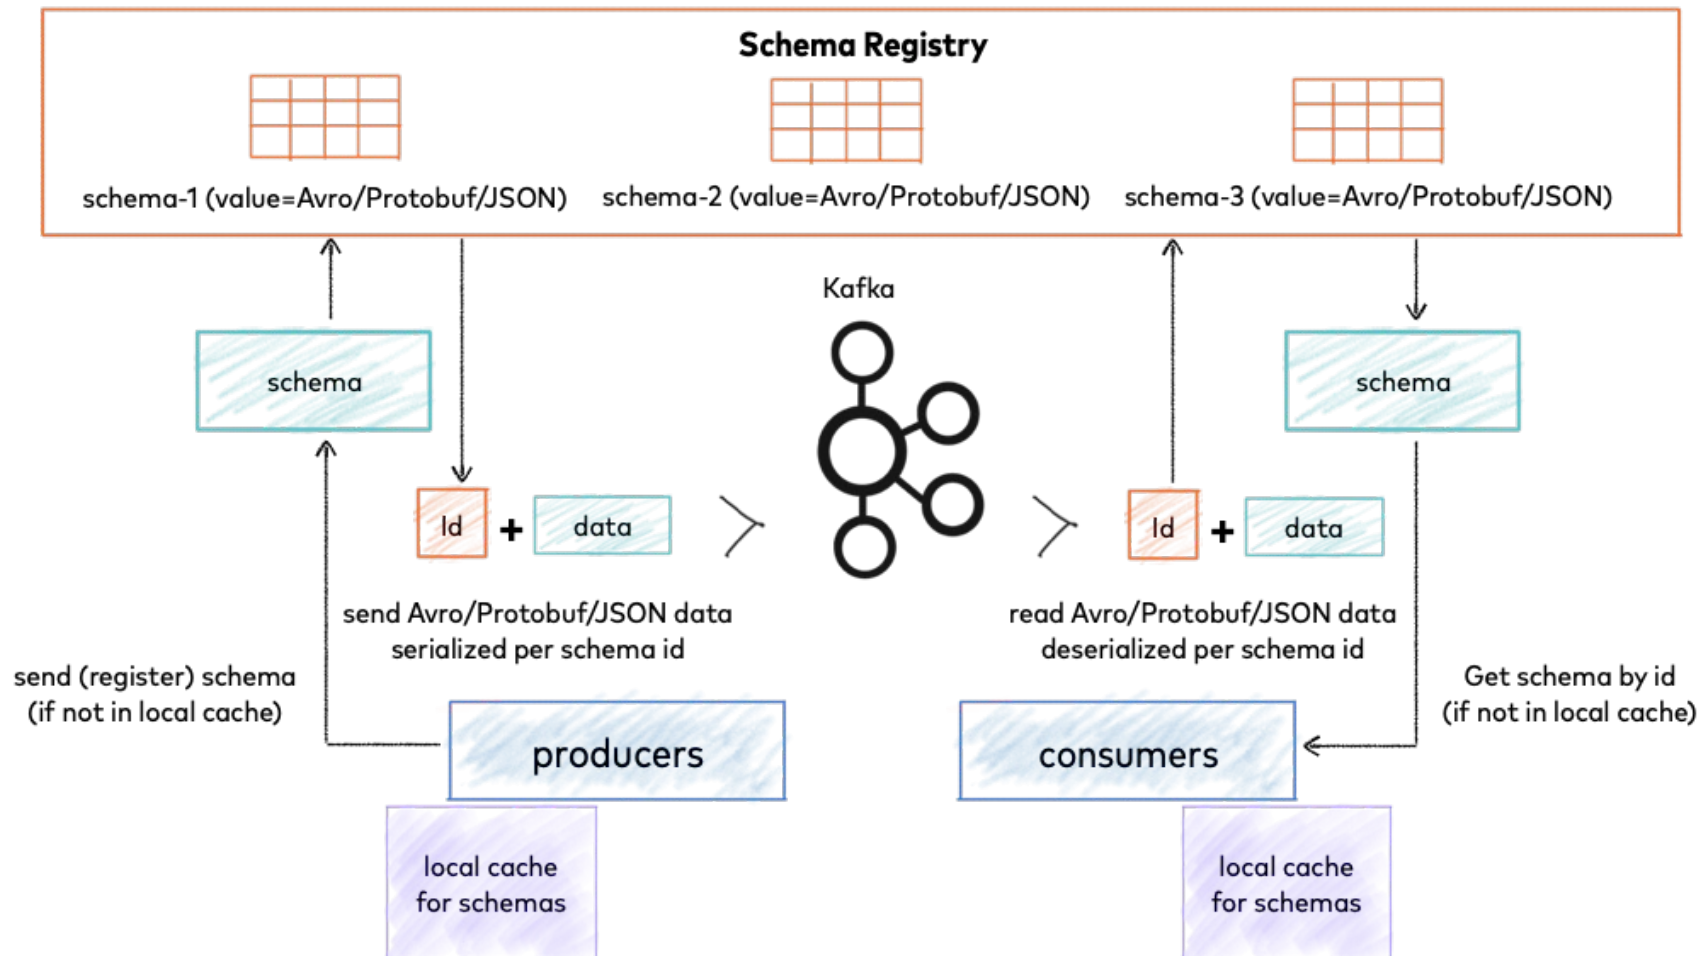 Schema Registry
schema-1 (value=Avro/Protobuf/JSON)
schema-2 (value=Avro/Protobuf/JSON)
schema-3 (value=Avro/Protobuf/JSON)
Kafka
schema
schema
Id + data
Id + data
send Avro/Protobuf/JSON data
serialized per schema id
read Avro/Protobuf/JSON data
deserialized per schema id
send (register) schema
(if not in local cache)
Get schema by id
(if not in local cache)
producers
consumers
local cache
for schemas
local cache
for schemas